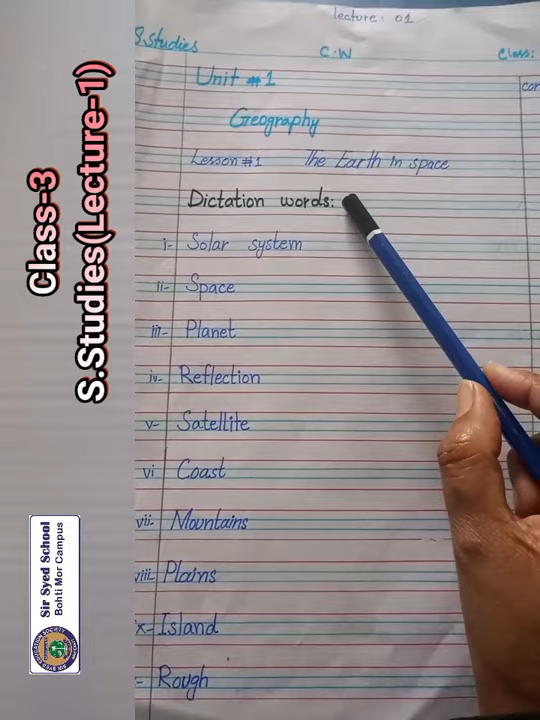 lecture: 01
S.Studies C.W Class:
Unit #1
cor
Geography
Lesson #1 The Earth in space
Dictation words:
i- Solar system
ii- Space
iii- Planet
iv- Reflection
v- Satellite
vi Coast
vii- Mountains
viii- Plains
ix- Island
- Rough
Class-3
S.Studies(Lecture-1)
Sir Syed School
Bohti Mor Campus